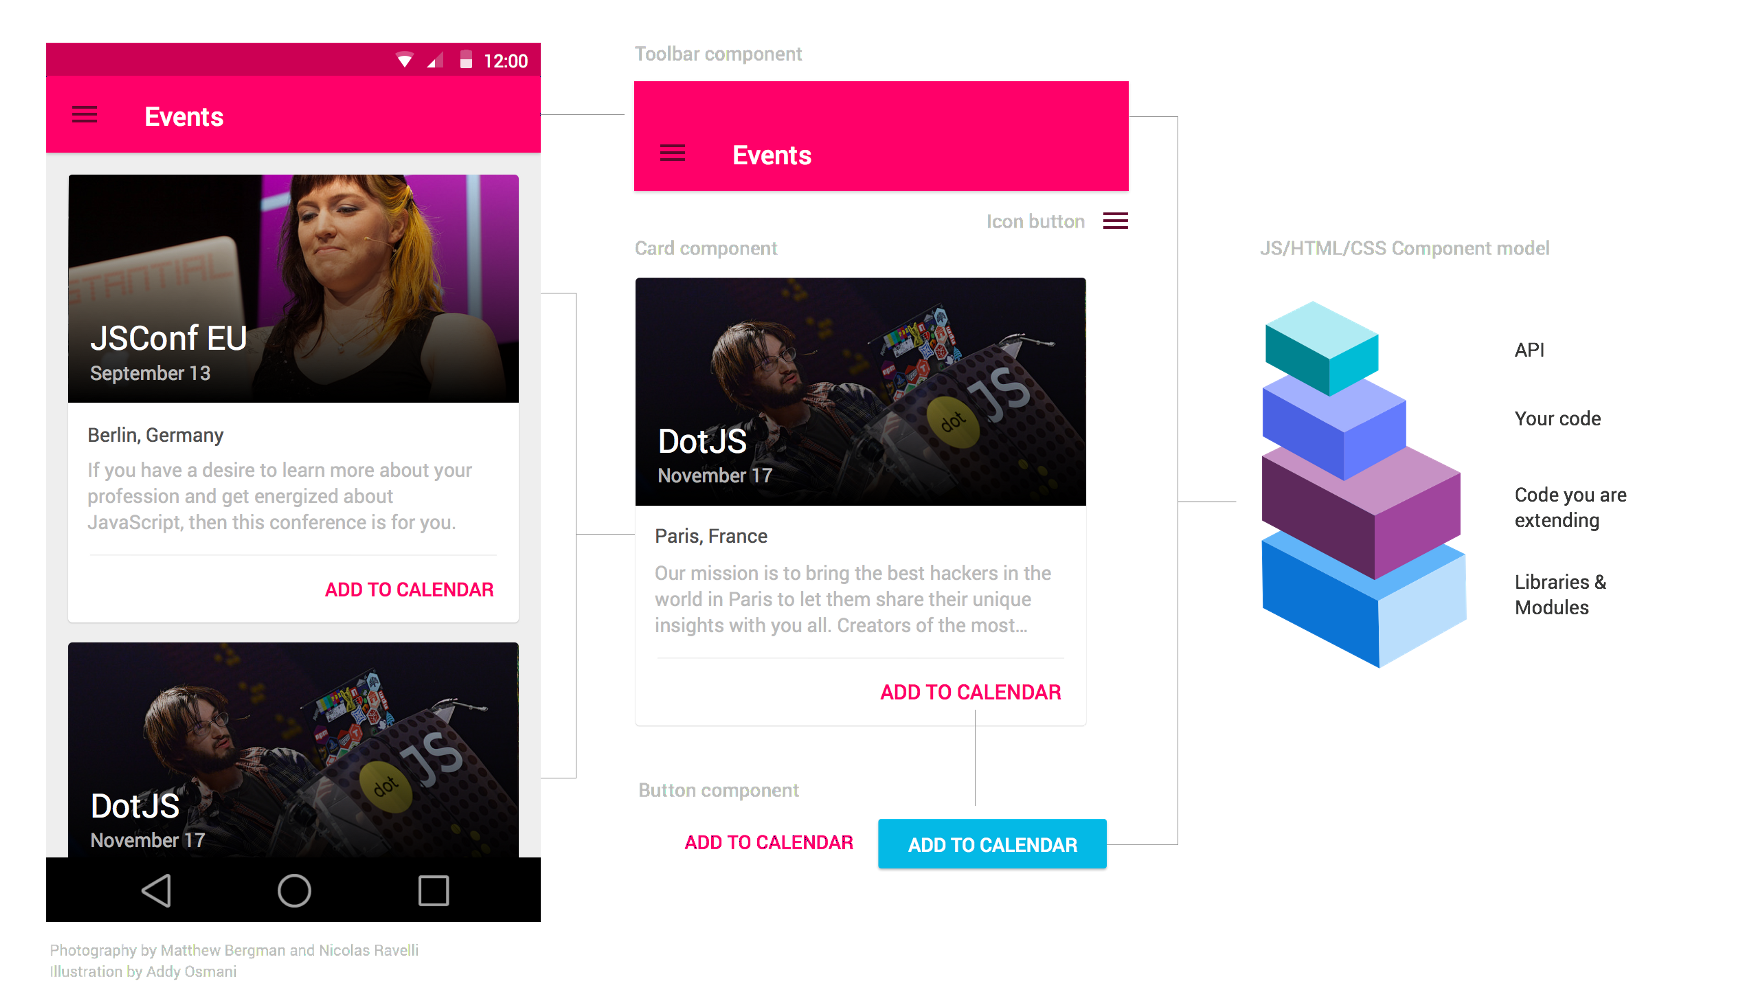 12:00
Events
STANTIAL
JSConf EU
September 13
Berlin, Germany
If you have a desire to learn more about your
profession and get energized about
JavaScript, then this conference is for you.
ADD TO CALENDAR
dot
JS
DotJS
November 17
Photography by Matthew Bergman and Nicolas Ravelli
Illustration by Addy Osmani
Toolbar component
Events
Icon button
Card component
dot
JS
DotJS
November 17
Paris, France
Our mission is to bring the best hackers in the
world in Paris to let them share their unique
insights with you all. Creators of the most...
ADD TO CALENDAR
Button component
ADD TO CALENDAR
ADD TO CALENDAR
JS/HTML/CSS Component model
API
Your code
Code you are
extending
Libraries &
Modules